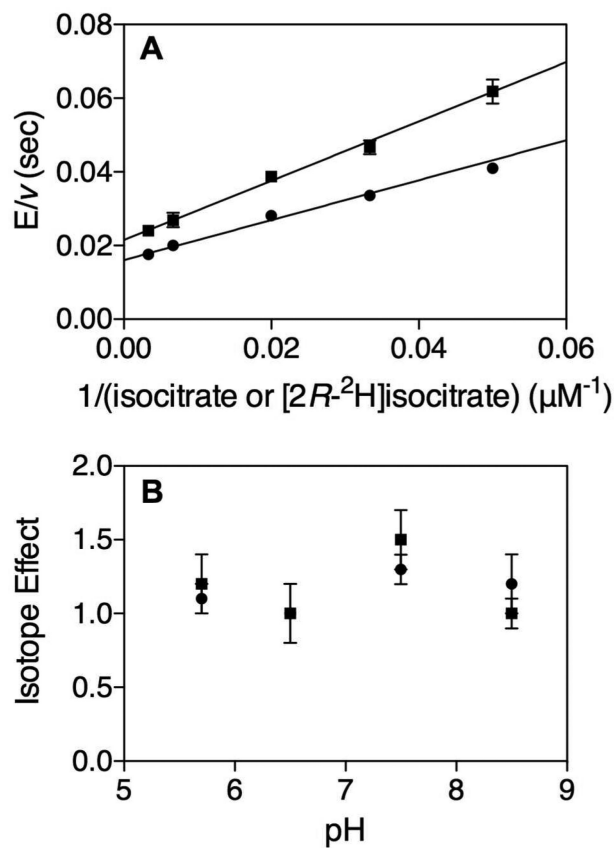 A
0.08
0.06
0.04
0.02
0.00
E/v (sec)
0.00 0.02 0.04 0.06
1/(isocitrate or [2R-²H]isocitrate) (µM⁻¹)
B
2.0
1.5
1.0
0.5
0.0
Isotope Effect
5 6 7 8 9
pH